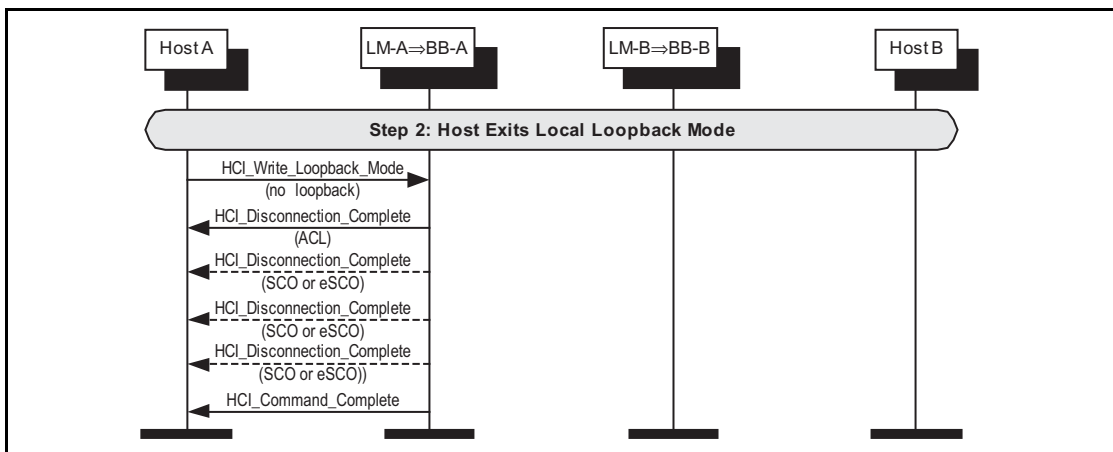 Host A
LM-A⇒BB-A
LM-B⇒BB-B
Host B
Step 2: Host Exits Local Loopback Mode
HCI_Write_Loopback_Mode
(no loopback)
HCI_Disconnection_Complete
(ACL)
HCI_Disconnection_Complete
(SCO or eSCO)
HCI_Disconnection_Complete
(SCO or eSCO)
HCI_Disconnection_Complete
(SCO or eSCO))
HCI_Command_Complete